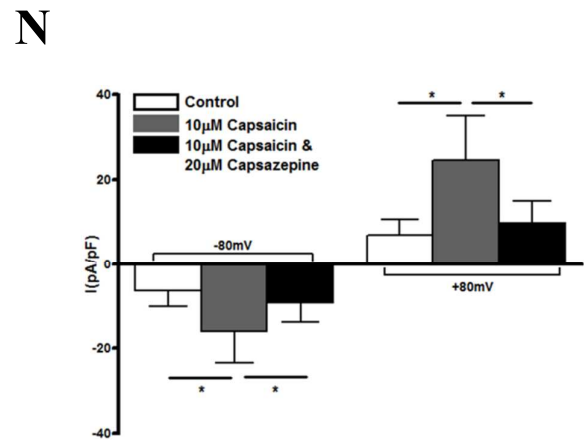 N
40
20
0
-20
-40
I(pA/pF)
Control
10μM Capsaicin
10μM Capsaicin &
20μM Capsazepine
-80mV
+80mV
*
*
*
*